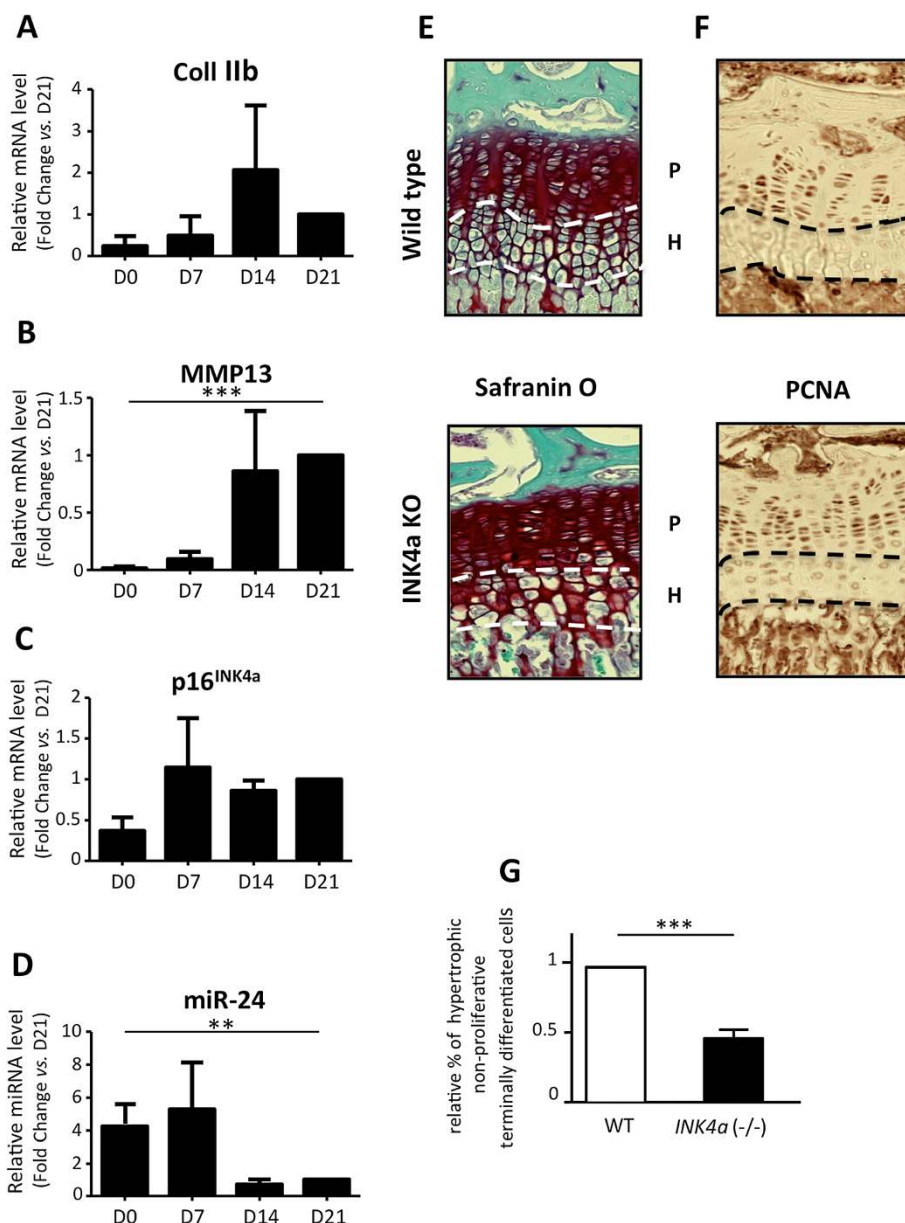 A
Coll IIb
Relative mRNA level
(Fold Change vs. D21)
4
3
2
1
0
D0 D7 D14 D21
B
MMP13
***
Relative mRNA level
(Fold Change vs. D21)
1.5
1
0.5
0
D0 D7 D14 D21
C
p16INK4a
Relative mRNA level
(Fold Change vs. D21)
2
1.5
1
0.5
0
D0 D7 D14 D21
D
miR-24
**
Relative miRNA level
(Fold Change vs. D21)
10
8
6
4
2
0
D0 D7 D14 D21
E
F
Wild type
P
H
Safranin O
PCNA
INK4a KO
P
H
G
***
relative % of hypertrophic
non-proliferative
terminally differentiated cells
1
0.5
0
WT INK4a (-/-)